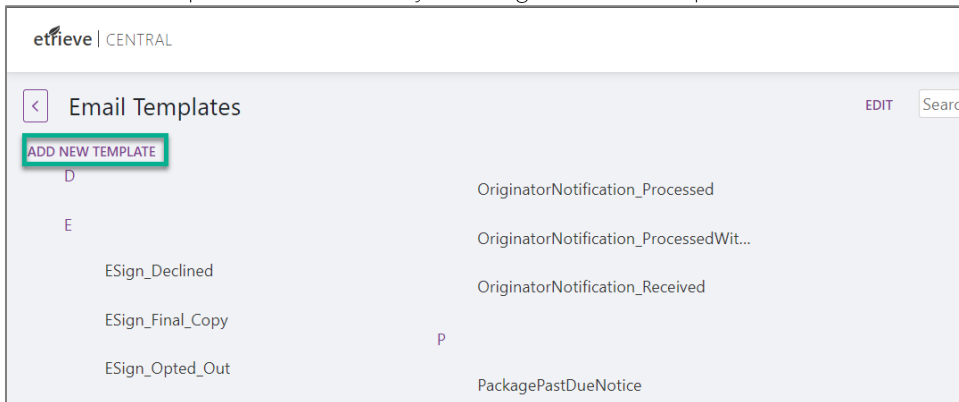 etrieve | CENTRAL
Email Templates
EDIT
Searc
ADD NEW TEMPLATE
D
E
ESign_Declined
ESign_Final_Copy
ESign_Opted_Out
OriginatorNotification_Processed
OriginatorNotification_ProcessedWit...
OriginatorNotification_Received
P
PackagePastDueNotice